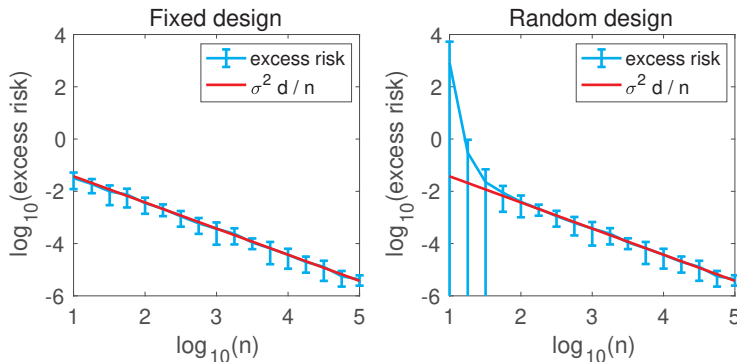 Fixed design
4
2
0
-2
-4
-6
log10(excess risk)
excess risk
σ² d / n
1
2
3
4
5
log10(n)
Random design
4
2
0
-2
-4
-6
log10(excess risk)
excess risk
σ² d / n
1
2
3
4
5
log10(n)